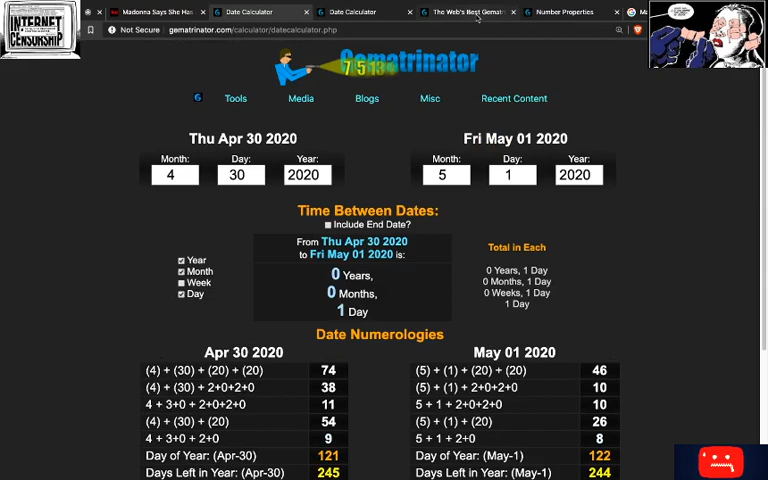 INTERNET
CENSORSHIP
Madonna Says She Has
Date Calculator
Date Calculator
The Web's Best Gemat
Number Properties
Not Secure
gematrinator.com/calculator/datecalculator.php
Gematrinator
7 5 13
Tools
Media
Blogs
Misc
Recent Content
Thu Apr 30 2020
Fri May 01 2020
Month:
Day:
Year:
Month:
Day:
Year:
4
30
2020
5
1
2020
Time Between Dates:
Include End Date?
Year
Month
Week
Day
From Thu Apr 30 2020
to Fri May 01 2020 is:
0 Years,
0 Months,
1 Day
Total in Each
0 Years, 1 Day
0 Months, 1 Day
0 Weeks, 1 Day
1 Day
Date Numerologies
Apr 30 2020
May 01 2020
(4) + (30) + (20) + (20) 74
(5) + (1) + (20) + (20) 46
(4) + (30) + 2+0+2+0 38
(5) + (1) + 2+0+2+0 10
4 + 3+0 + 2+0+2+0 11
5 + 1 + 2+0+2+0 10
(4) + (30) + (20) 54
(5) + (1) + (20) 26
4 + 3+0 + 2+0 9
5 + 1 + 2+0 8
Day of Year: (Apr-30) 121
Day of Year: (May-1) 122
Days Left in Year: (Apr-30) 245
Days Left in Year: (May-1) 244